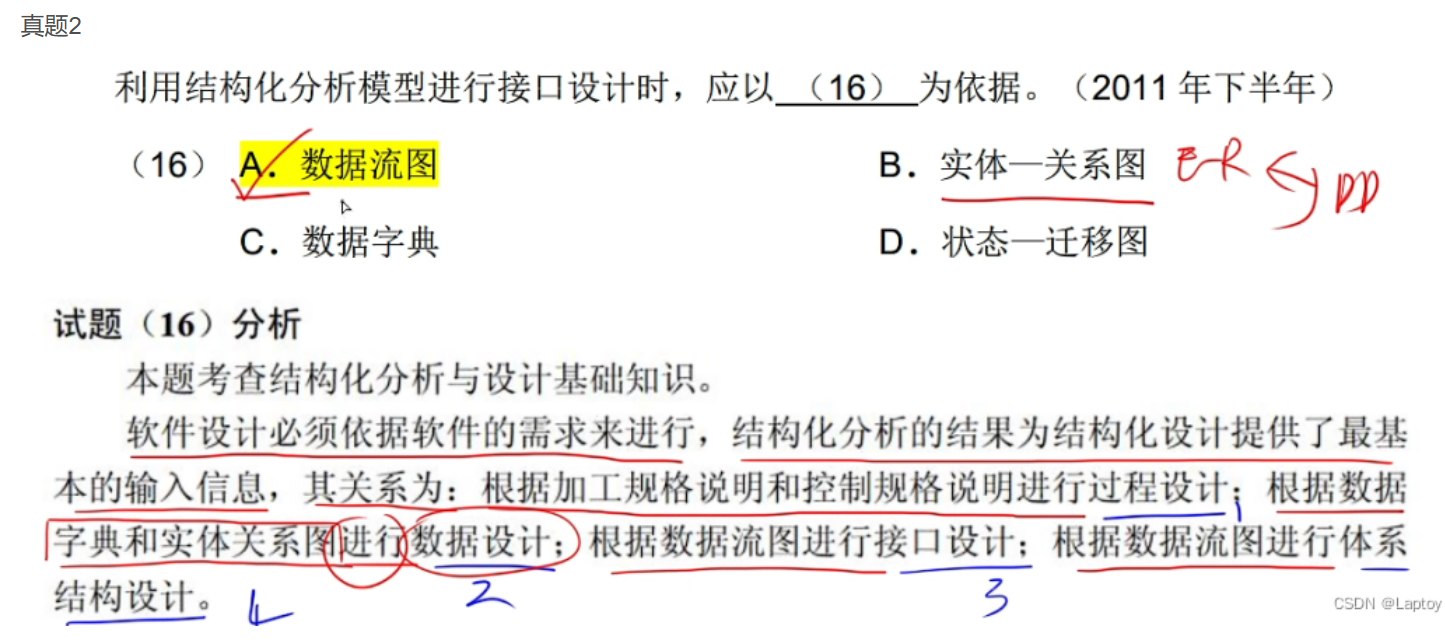 真题2
利用结构化分析模型进行接口设计时，应以（16）为依据。（2011 年下半年）
（16） A．数据流图 B．实体—关系图 E-R DD
C．数据字典 D．状态—迁移图
试题（16）分析
本题考查结构化分析与设计基础知识。
软件设计必须依据软件的需求来进行，结构化分析的结果为结构化设计提供了最基
本的输入信息，其关系为：根据加工规格说明和控制规格说明进行过程设计；根据数据
1
字典和实体关系图进行数据设计；根据数据流图进行接口设计；根据数据流图进行体系
结构设计。 4 2 3
CSDN @Laptoy